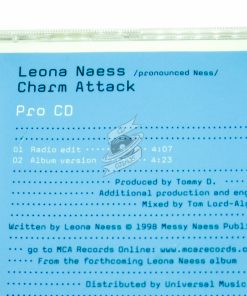 Leona Naess /pronounced Ness/
Charm Attack
Pro CD
01 Radio edit 4:07
02 Album version 4:23
Produced by Tommy D.
Additional production and eng
Mixed by Tom Lord-Alg
Written by Leona Naess © 1998 Messy Naess Publi
go to MCA Records Online: www.mcarecords.c
From the forthcoming Leona Naess album
Distributed by Universal Music